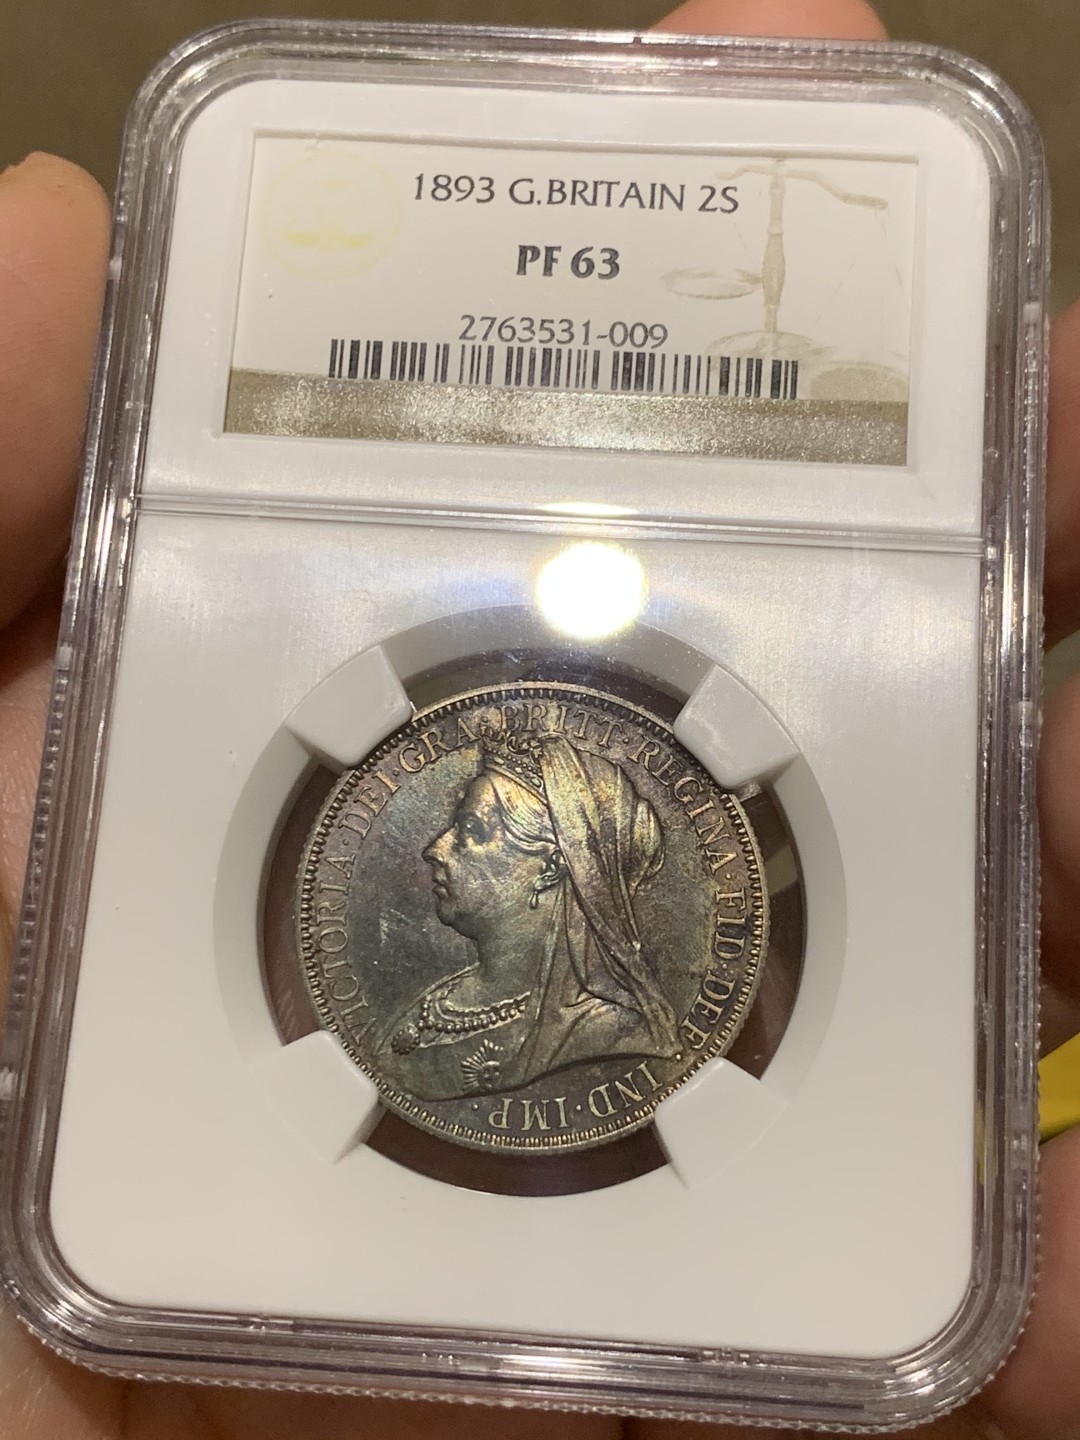 1893 G.BRITAIN 2S
PF 63
2763531-009
VICTORIA·DEI·GRA·BRITT·REGINA·FID·DEF·IND·IMP·